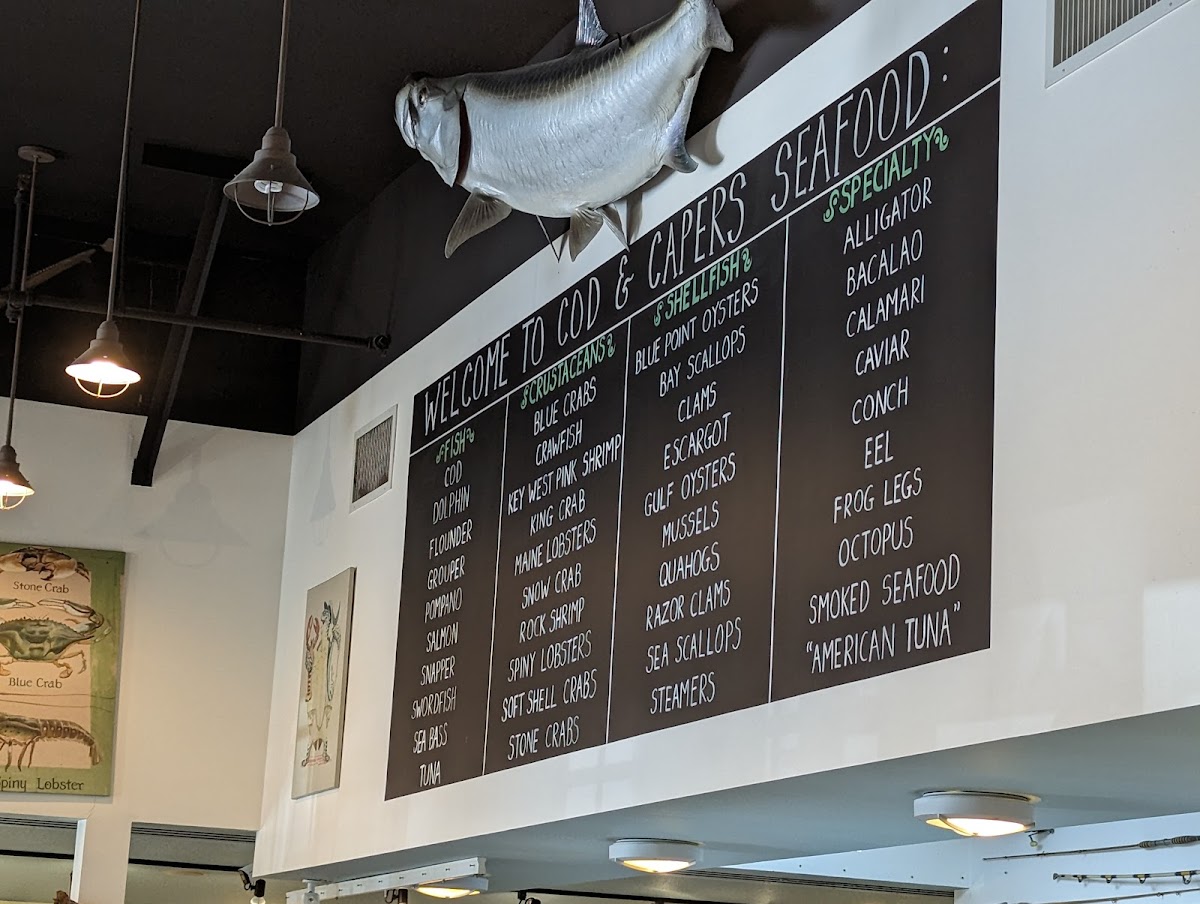 WELCOME TO COD & CAPERS SEAFOOD:
FISH
COD
DOLPHIN
FLOUNDER
GROUPER
POMPANO
SALMON
SNAPPER
SWORDFISH
SEA BASS
TUNA
CRUSTACEANS
BLUE CRABS
CRAWFISH
KEY WEST PINK SHRIMP
KING CRAB
MAINE LOBSTERS
SNOW CRAB
ROCK SHRIMP
SPINY LOBSTERS
SOFT SHELL CRABS
STONE CRABS
SHELLFISH
BLUE POINT OYSTERS
BAY SCALLOPS
CLAMS
ESCARGOT
GULF OYSTERS
MUSSELS
QUAHOGS
RAZOR CLAMS
SEA SCALLOPS
STEAMERS
SPECIALTY
ALLIGATOR
BACALAO
CALAMARI
CAVIAR
CONCH
EEL
FROG LEGS
OCTOPUS
SMOKED SEAFOOD
"AMERICAN TUNA"
Stone Crab
Blue Crab
Spiny Lobster